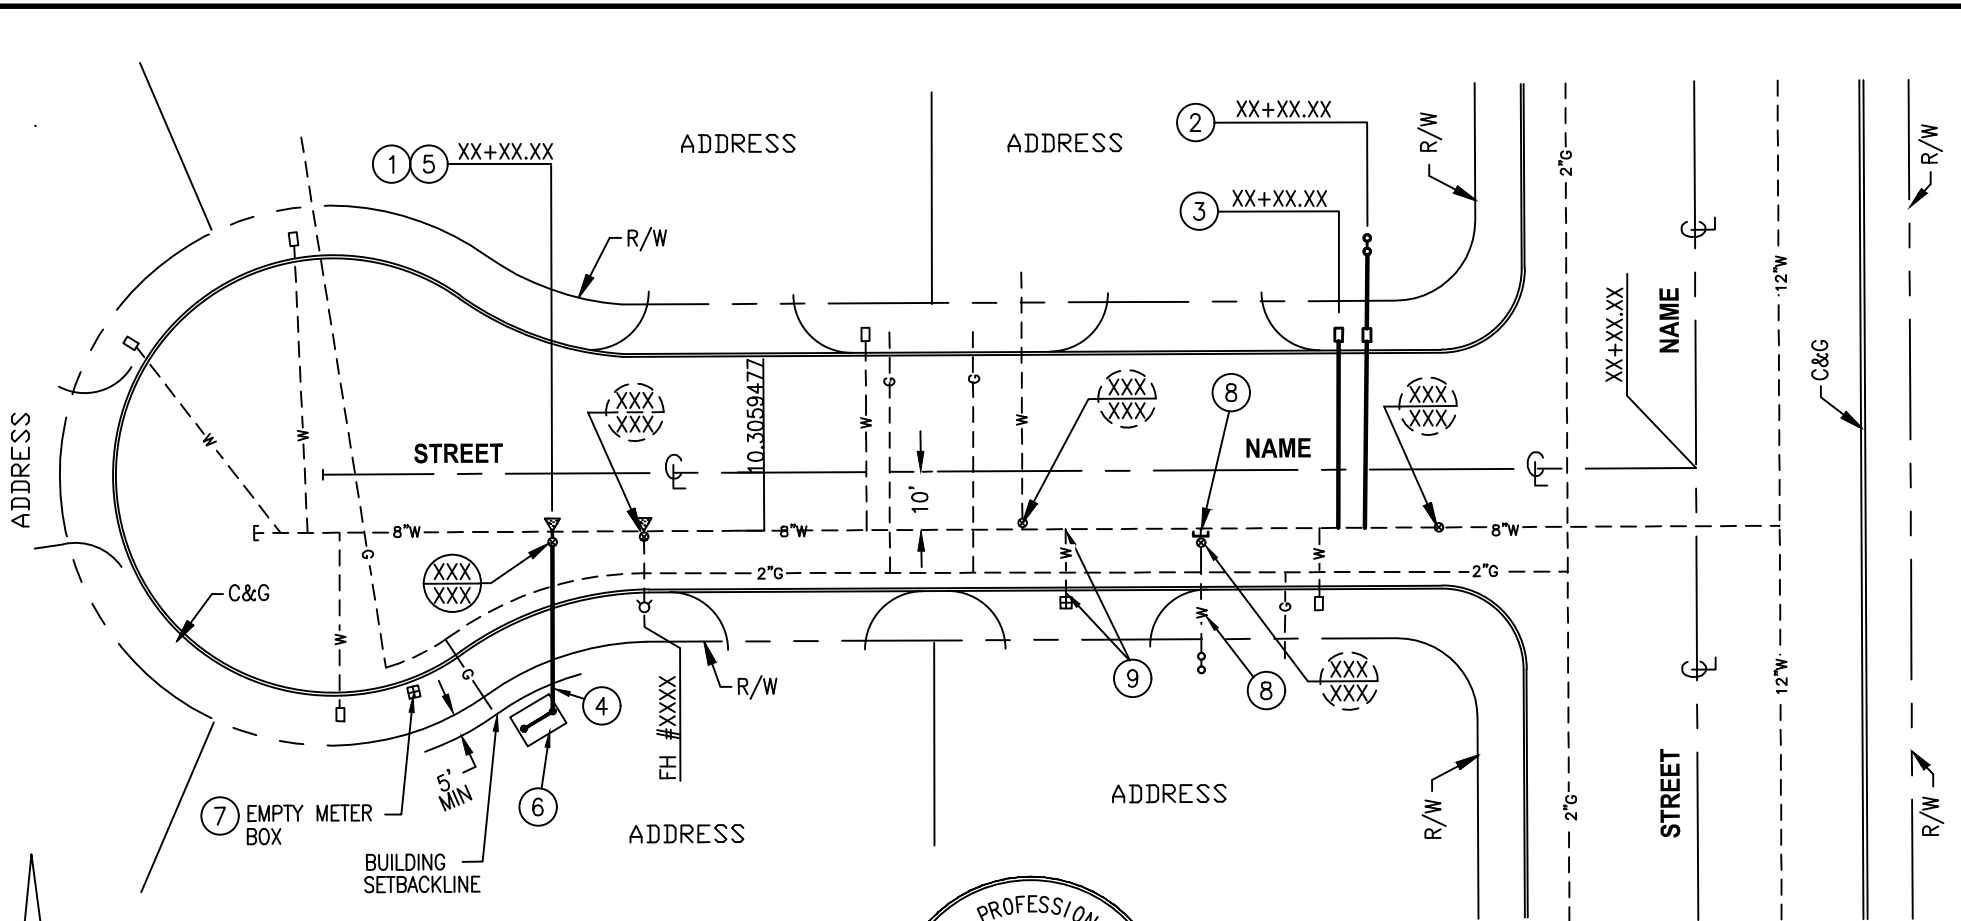 ADDRESS
ADDRESS
2
XX+XX.XX
R/W
2"G
R/W
1
5
XX+XX.XX
3
XX+XX.XX
R/W
12"W
XX+XX.XX
NAME
C&G
10.3059477
XXX
XXX
XXX
XXX
8
XXX
XXX
G
G
W
W
W
W
ADDRESS
STREET
NAME
10'
8"W
8"W
8"W
G
W
W
2"G
2"G
XXX
XXX
C&G
W
G
W
G
9
8
XXX
XXX
12"W
R/W
4
FH #XXXX
5'
MIN
7
EMPTY METER
BOX
6
ADDRESS
ADDRESS
R/W
2"G
STREET
R/W
BUILDING
SETBACKLINE
PROFESSION